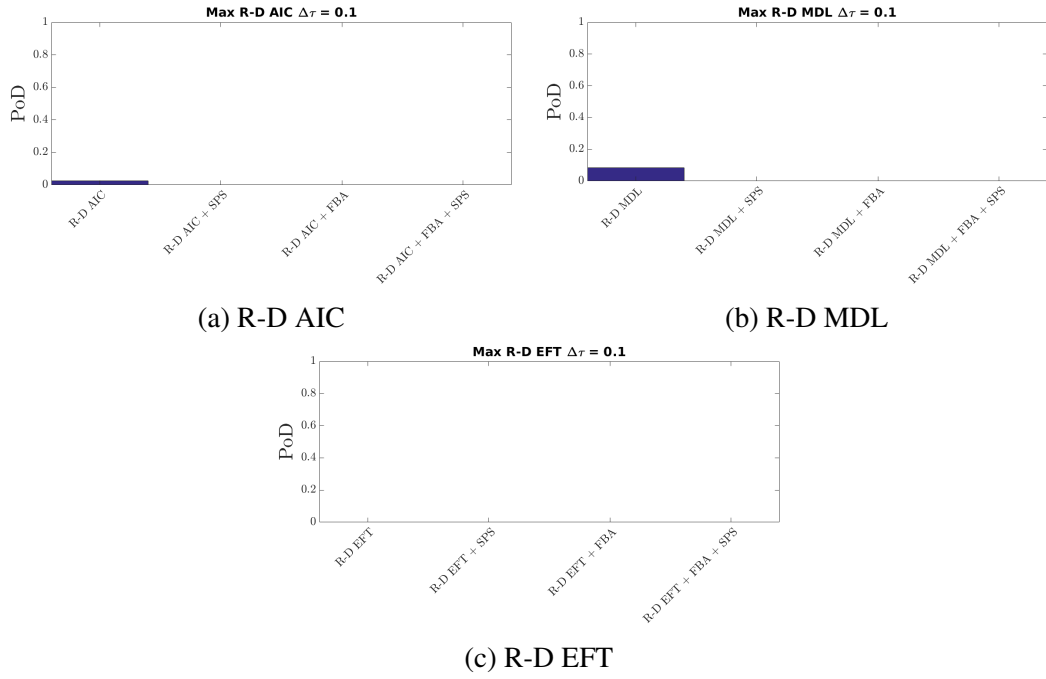 Max R-D AIC Δτ = 0.1
PoD
1
0.8
0.6
0.4
0.2
0
R-D AIC
R-D AIC + SPS
R-D AIC + FBA
R-D AIC + FBA + SPS
(a) R-D AIC
Max R-D MDL Δτ = 0.1
PoD
1
0.8
0.6
0.4
0.2
0
R-D MDL
R-D MDL + SPS
R-D MDL + FBA
R-D MDL + FBA + SPS
(b) R-D MDL
Max R-D EFT Δτ = 0.1
PoD
1
0.8
0.6
0.4
0.2
0
R-D EFT
R-D EFT + SPS
R-D EFT + FBA
R-D EFT + FBA + SPS
(c) R-D EFT